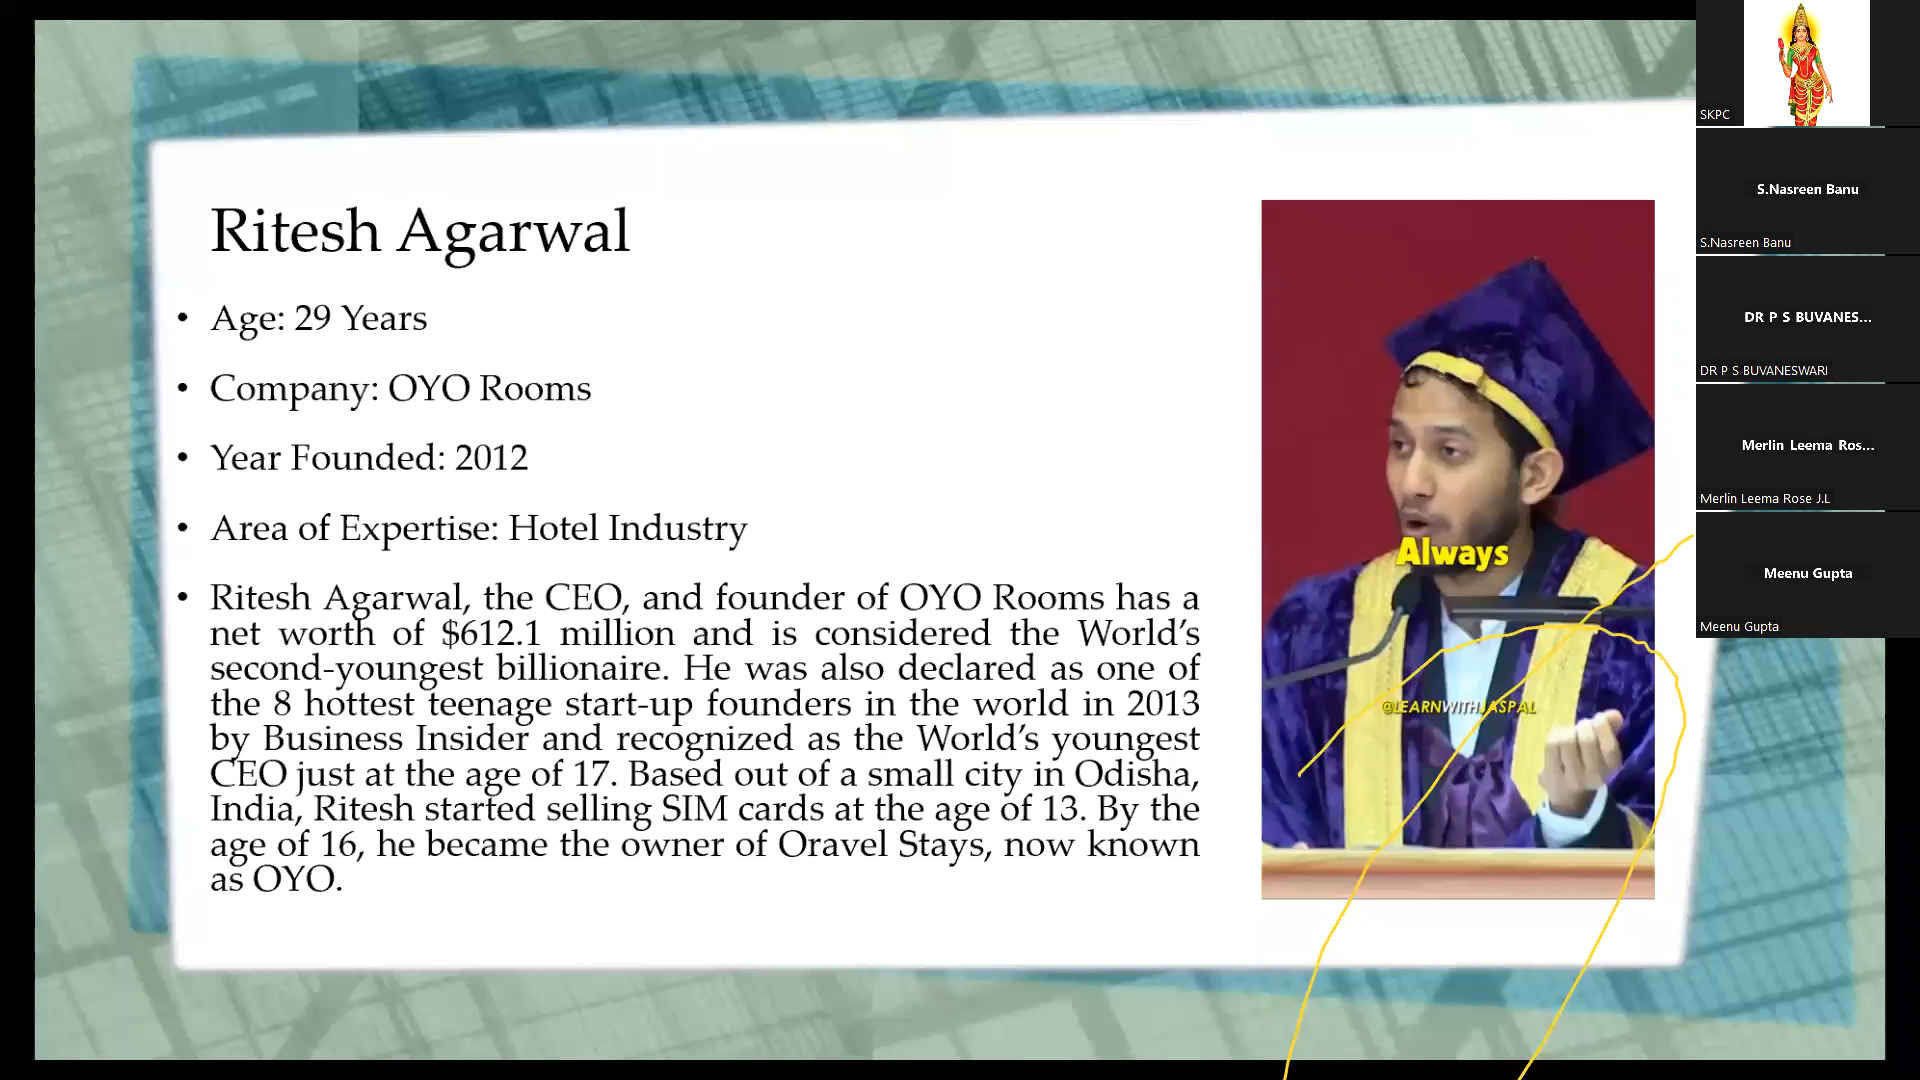 Ritesh Agarwal
• Age: 29 Years
• Company: OYO Rooms
• Year Founded: 2012
• Area of Expertise: Hotel Industry
• Ritesh Agarwal, the CEO, and founder of OYO Rooms has a
net worth of $612.1 million and is considered the World's
second-youngest billionaire. He was also declared as one of
the 8 hottest teenage start-up founders in the world in 2013
by Business Insider and recognized as the World's youngest
CEO just at the age of 17. Based out of a small city in Odisha,
India, Ritesh started selling SIM cards at the age of 13. By the
age of 16, he became the owner of Oravel Stays, now known
as OYO.
Always
@LEARNWITHJASPAL
SKPC
S.Nasreen Banu
S.Nasreen Banu
DR P S BUVANES...
DR P S BUVANESWARI
Merlin Leema Ros...
Merlin Leema Rose J.L
Meenu Gupta
Meenu Gupta